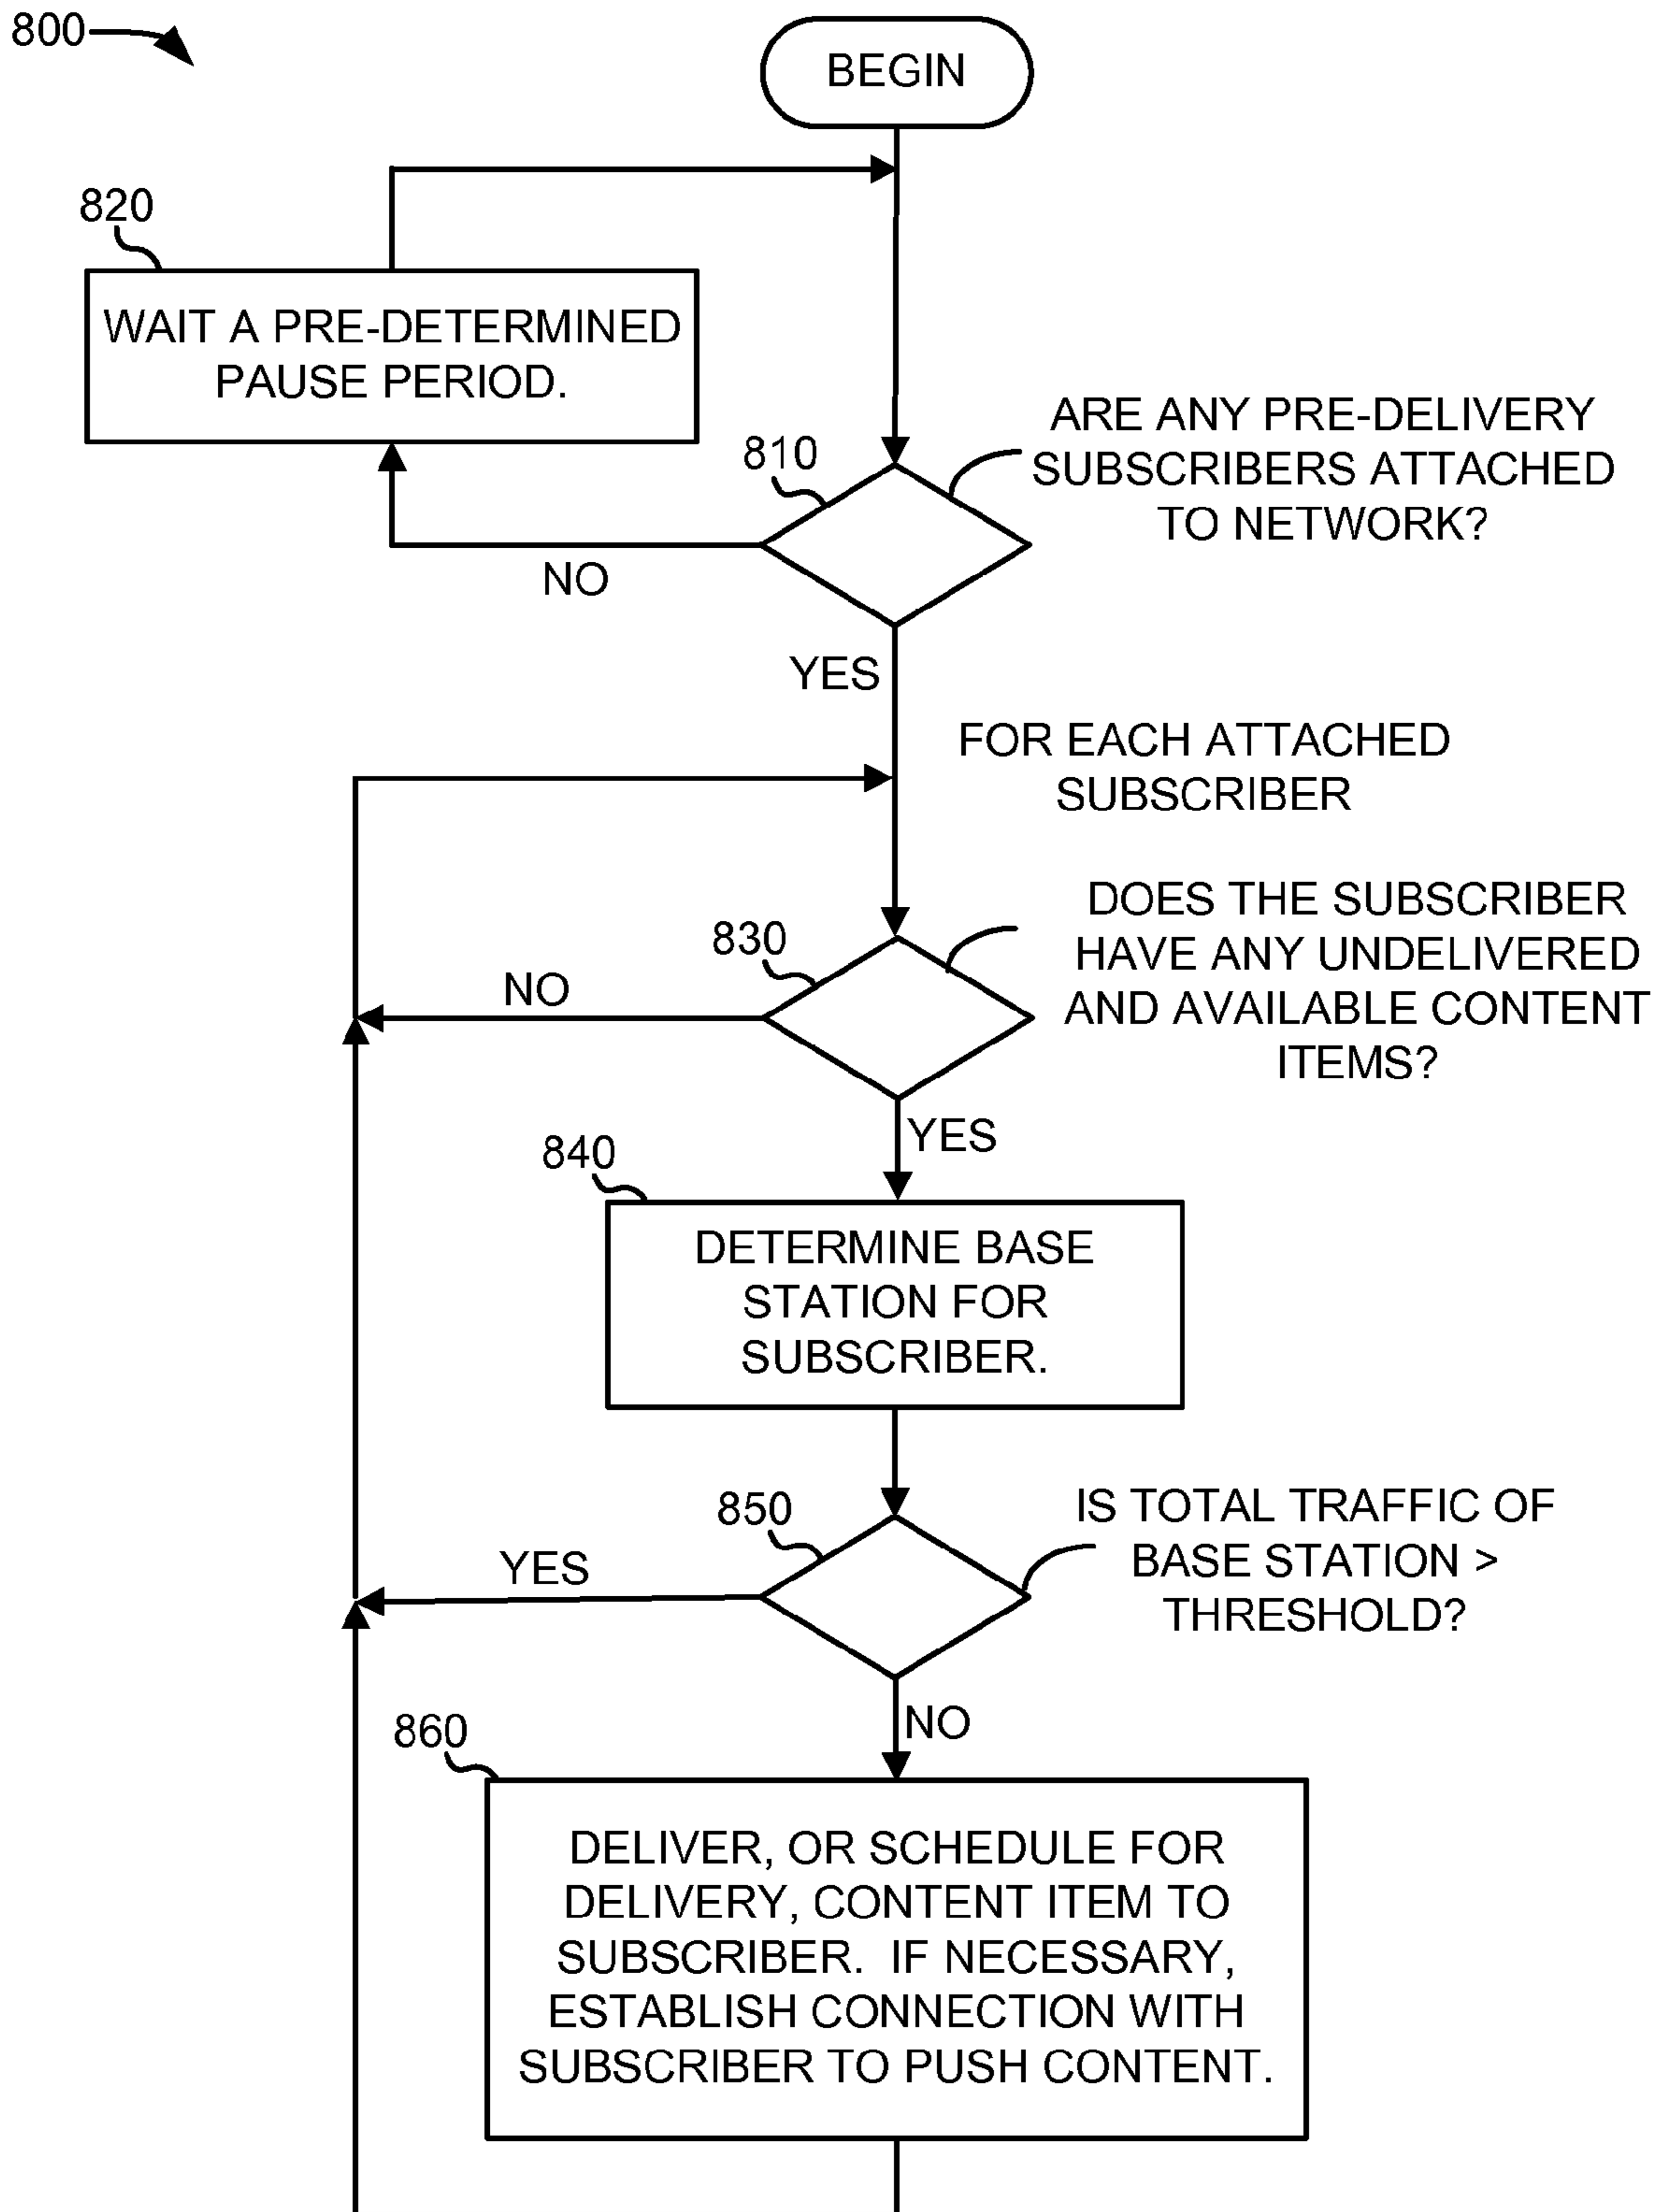 800
BEGIN
820
WAIT A PRE-DETERMINED
PAUSE PERIOD.
810
ARE ANY PRE-DELIVERY
SUBSCRIBERS ATTACHED
TO NETWORK?
NO
YES
FOR EACH ATTACHED
SUBSCRIBER
830
DOES THE SUBSCRIBER
HAVE ANY UNDELIVERED
AND AVAILABLE CONTENT
ITEMS?
NO
YES
840
DETERMINE BASE
STATION FOR
SUBSCRIBER.
850
IS TOTAL TRAFFIC OF
BASE STATION >
THRESHOLD?
YES
NO
860
DELIVER, OR SCHEDULE FOR
DELIVERY, CONTENT ITEM TO
SUBSCRIBER. IF NECESSARY,
ESTABLISH CONNECTION WITH
SUBSCRIBER TO PUSH CONTENT.